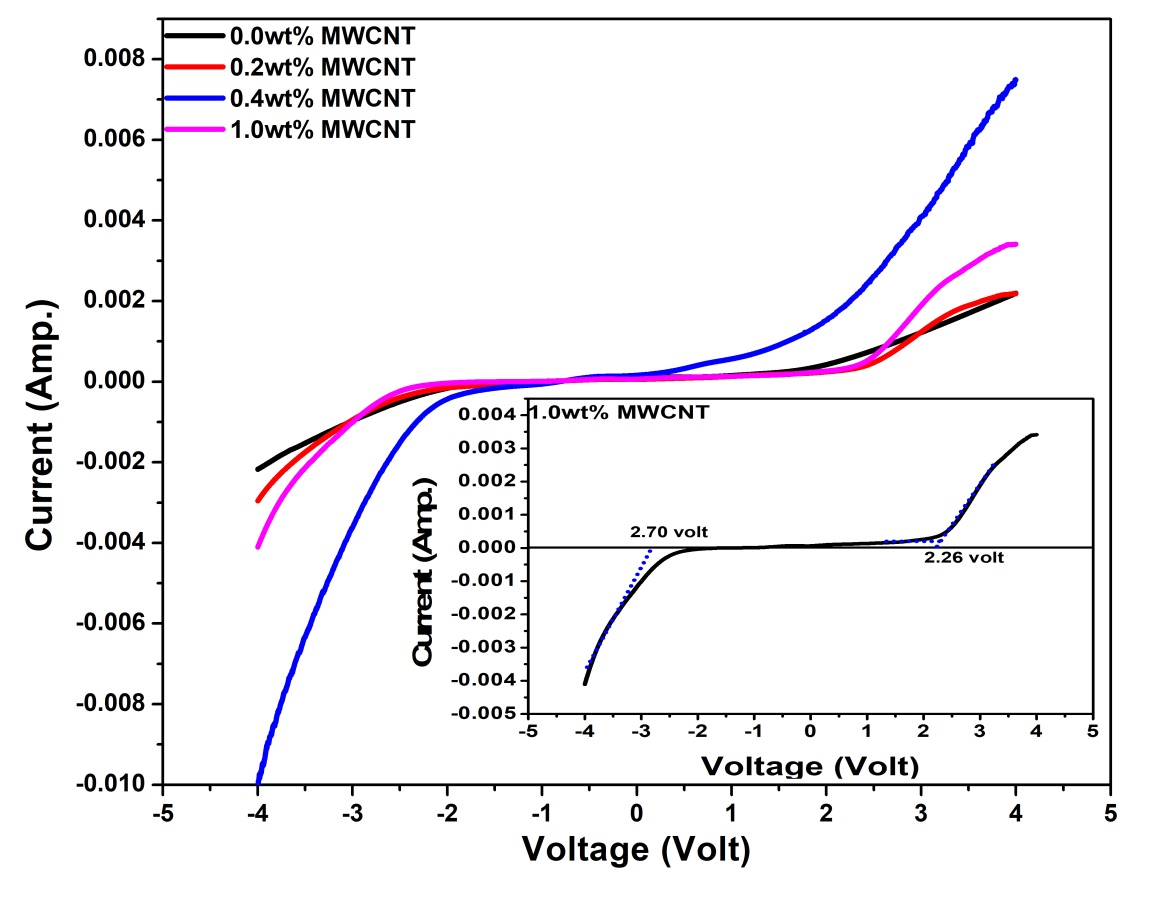 0.0wt% MWCNT
0.2wt% MWCNT
0.4wt% MWCNT
1.0wt% MWCNT
0.008
0.006
0.004
0.002
0.000
-0.002
-0.004
-0.006
-0.008
-0.010
Current (Amp.)
-5 -4 -3 -2 -1 0 1 2 3 4 5
Voltage (Volt)
1.0wt% MWCNT
0.004
0.003
0.002
0.001
0.000
-0.001
-0.002
-0.003
-0.004
-0.005
Current (Amp.)
2.70 volt
2.26 volt
-5 -4 -3 -2 -1 0 1 2 3 4 5
Voltage (Volt)